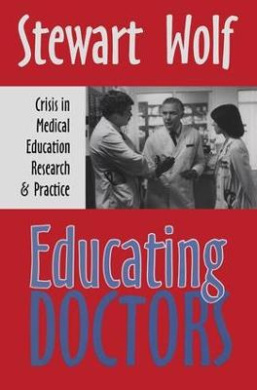 Stewart Wolf
Crisis in
Medical
Education
Research
& Practice
Educating
DOCTORS